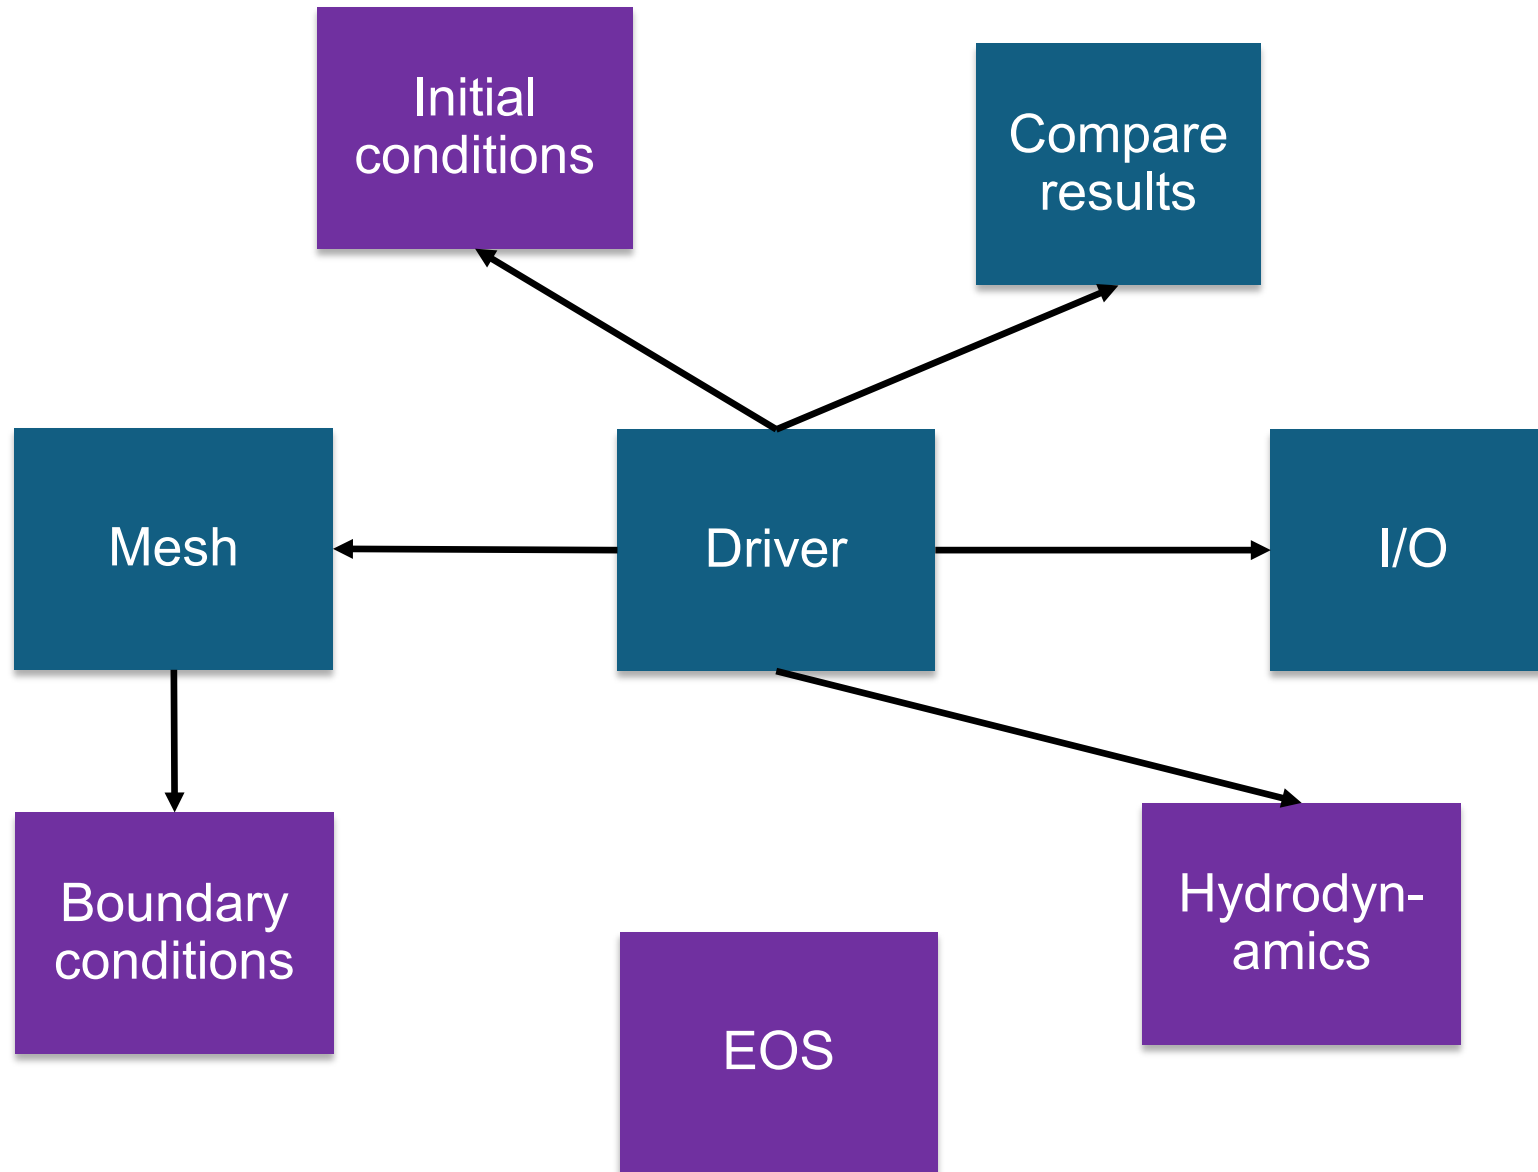 Initial
conditions
Compare
results
Mesh
Driver
I/O
Boundary
conditions
Hydrodyn-
amics
EOS